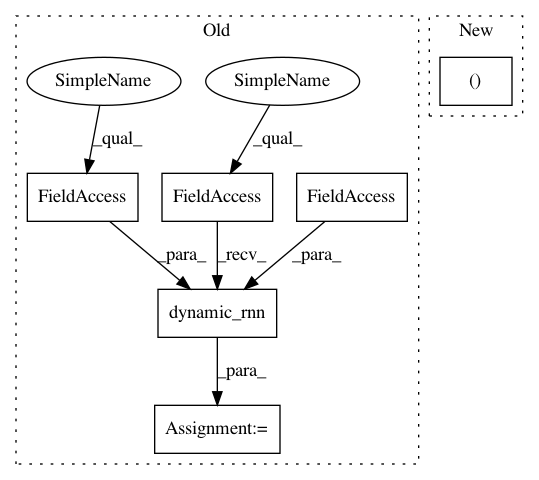 Old
New
SimpleName
SimpleName
()
_qual_
_qual_
FieldAccess
FieldAccess
FieldAccess
_para_
_recv_
_para_
dynamic_rnn
_para_
Assignment:=